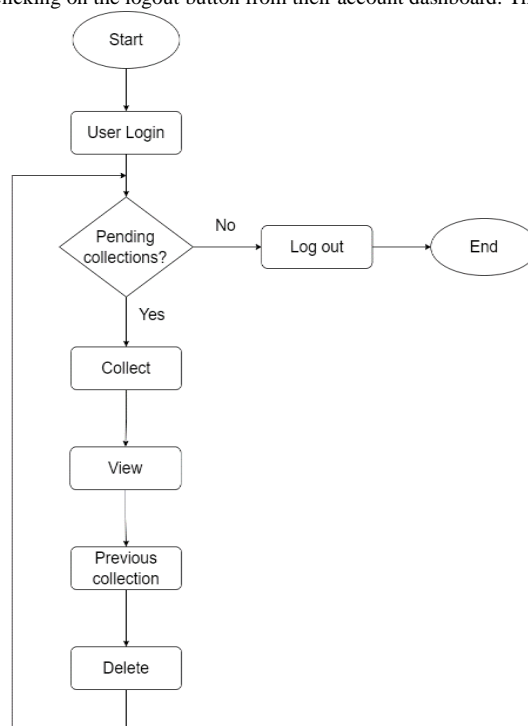 clicking on the logout button from their account dashboard. Th
Start
User Login
Pending
collections?
No
Log out
End
Yes
Collect
View
Previous
collection
Delete